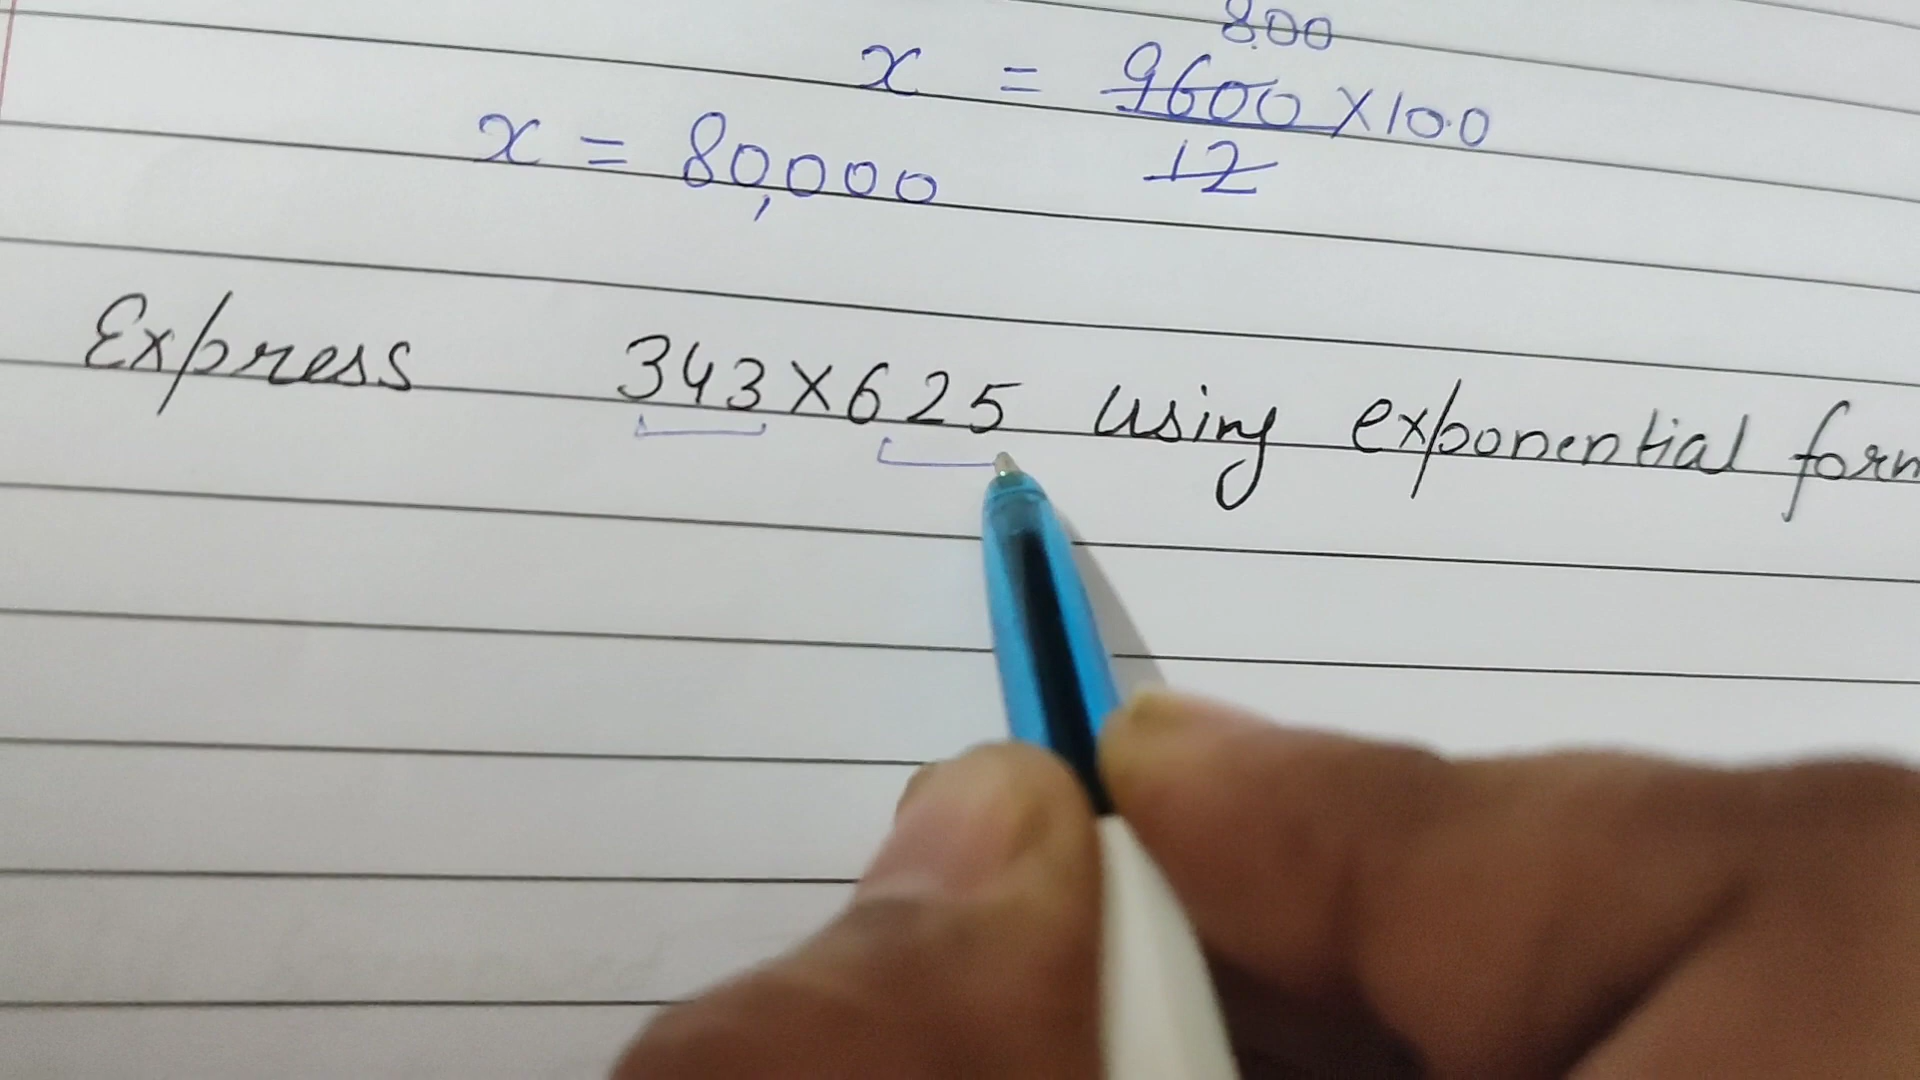 800
x = 9600 × 100
12
x = 80,000
Express 343×625 using exponential form